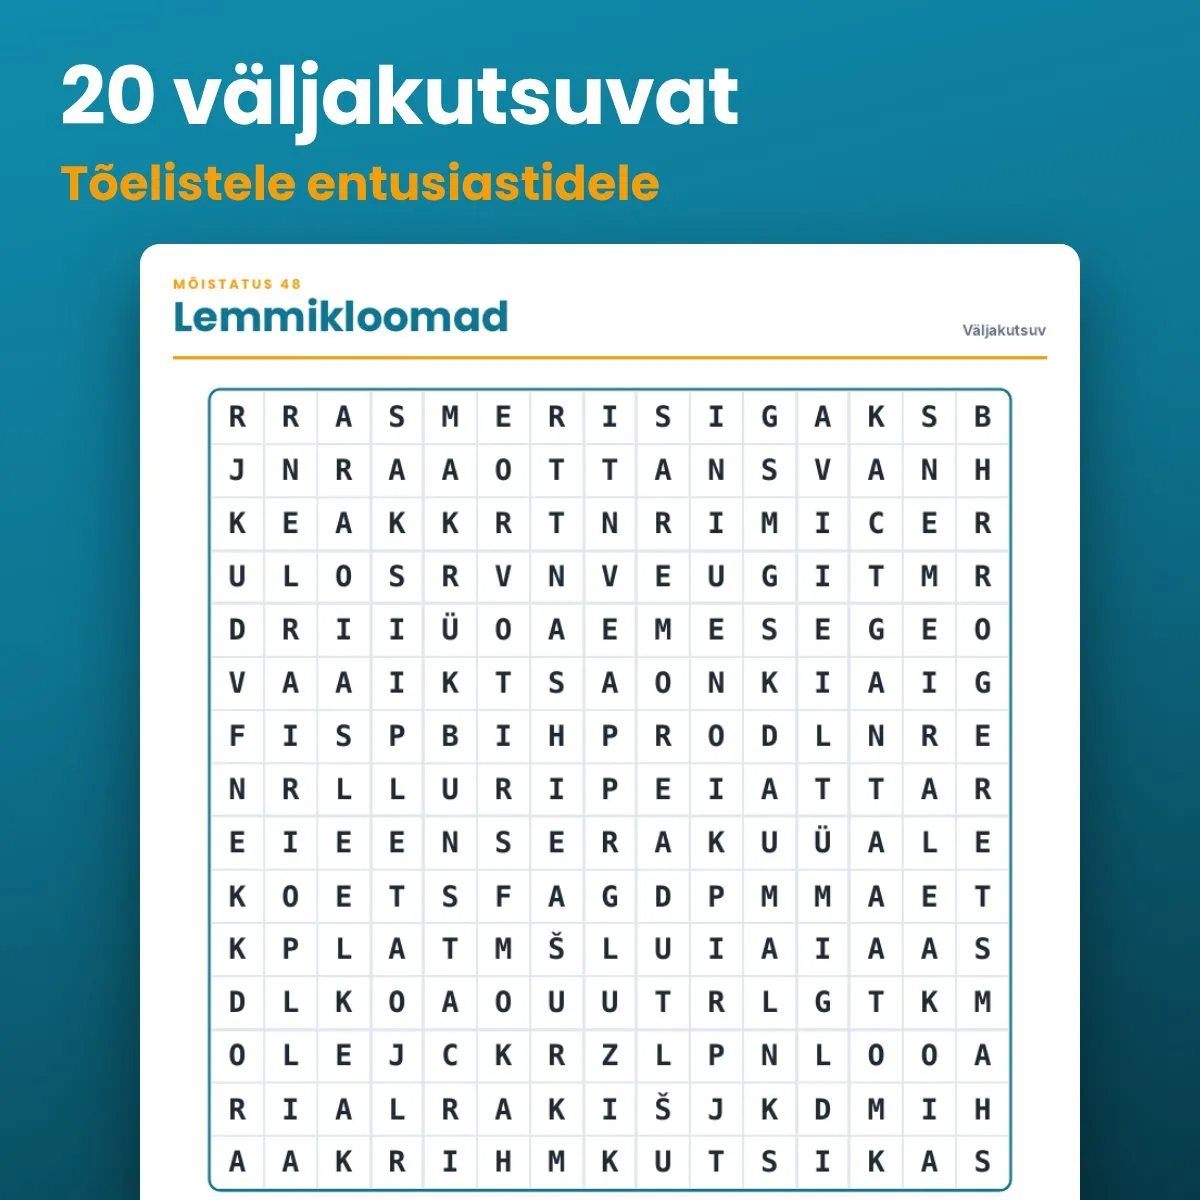 20 väljakutsuvat
Tõelistele entusiastidele
MÕISTATUS 48
Lemmikloomad
Väljakutsuv
R R A S M E R I S I G A K S B
J N R A A O T T A N S V A N H
K E A K K R T N R I M I C E R
U L O S R V N V E U G I T M R
D R I I Ü O A E M E S E G E O
V A A I K T S A O N K I A I G
F I S P B I H P R O D L N R E
N R L L U R I P E I A T T A R
E I E E N S E R A K U Ü A L E
K O E T S F A G D P M M A E T
K P L A T M Š L U I A I A A S
D L K O A O U U T R L G T K M
O L E J C K R Z L P N L O O A
R I A L R A K I Š J K D M I H
A A K R I H M K U T S I K A S